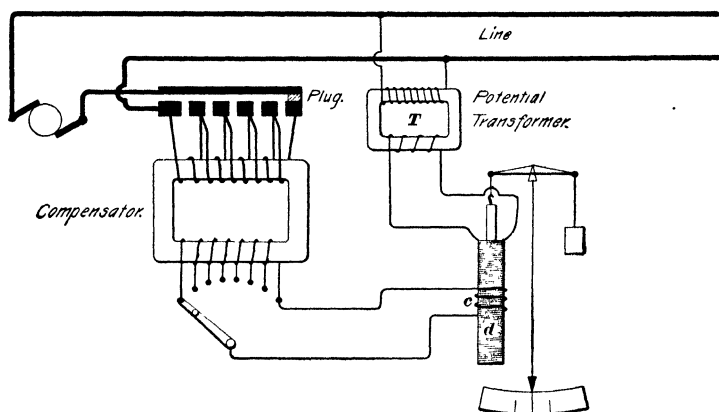 Line
Plug.
Potential
Transformer.
T
Compensator.
c
d